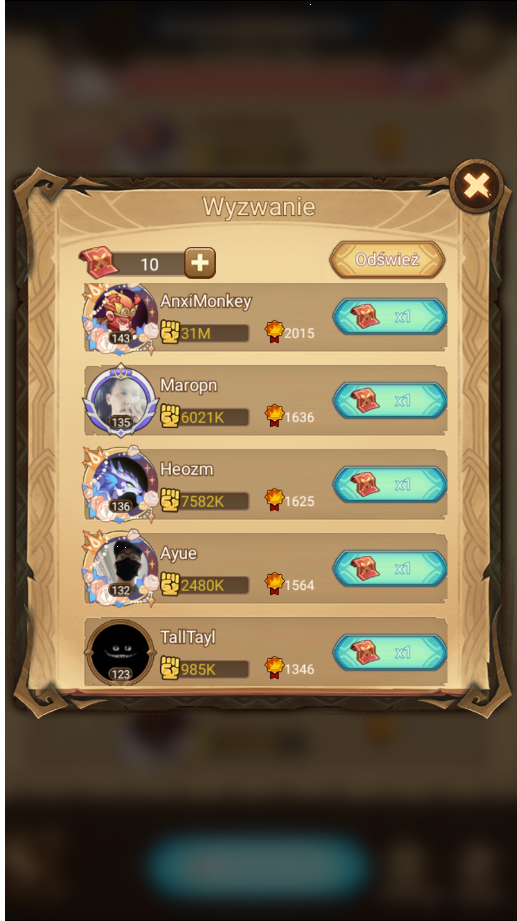 Wyzwanie
10
Odśwież
AnxiMonkey
143
31M
2015
x1
Maropn
135
6021K
1636
x1
Heozm
136
7582K
1625
x1
Ayue
132
2480K
1564
x1
TallTayl
123
985K
1346
x1